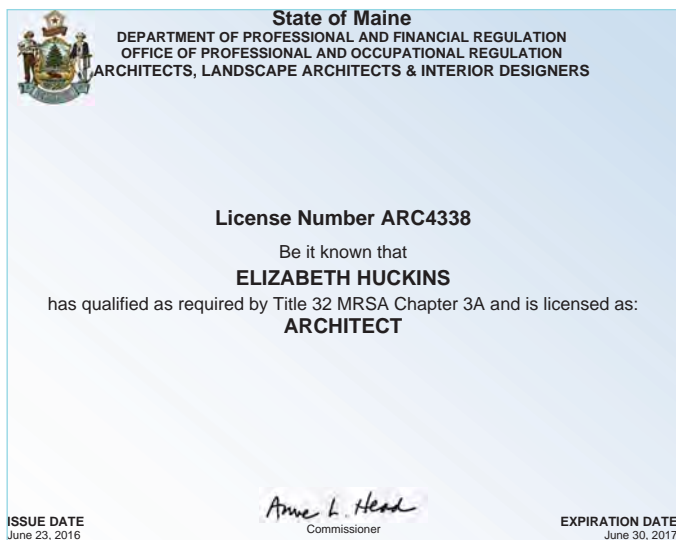 State of Maine
DEPARTMENT OF PROFESSIONAL AND FINANCIAL REGULATION
OFFICE OF PROFESSIONAL AND OCCUPATIONAL REGULATION
ARCHITECTS, LANDSCAPE ARCHITECTS & INTERIOR DESIGNERS
License Number ARC4338
Be it known that
ELIZABETH HUCKINS
has qualified as required by Title 32 MRSA Chapter 3A and is licensed as:
ARCHITECT
Anne L. Head
Commissioner
ISSUE DATE
June 23, 2016
EXPIRATION DATE
June 30, 2017